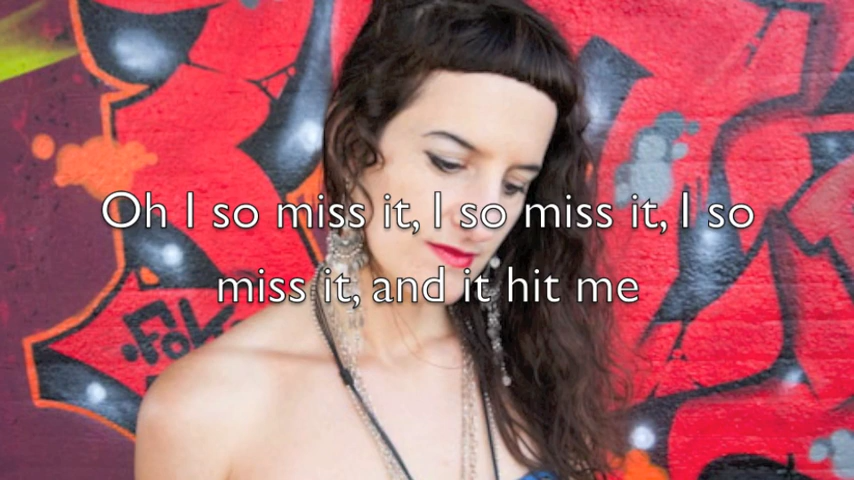 Oh I so miss it, I so miss it, I so
miss it, and it hit me